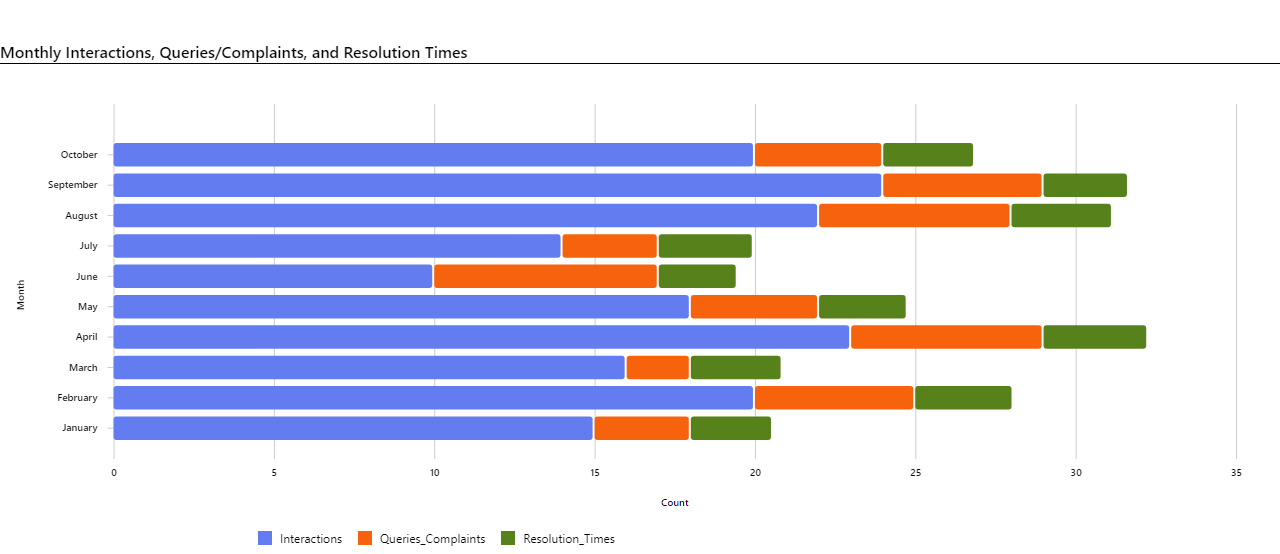 Monthly Interactions, Queries/Complaints, and Resolution Times
October
September
August
July
June
May
April
March
February
January
Month
0 5 10 15 20 25 30 35
Count
Interactions Queries_Complaints Resolution_Times